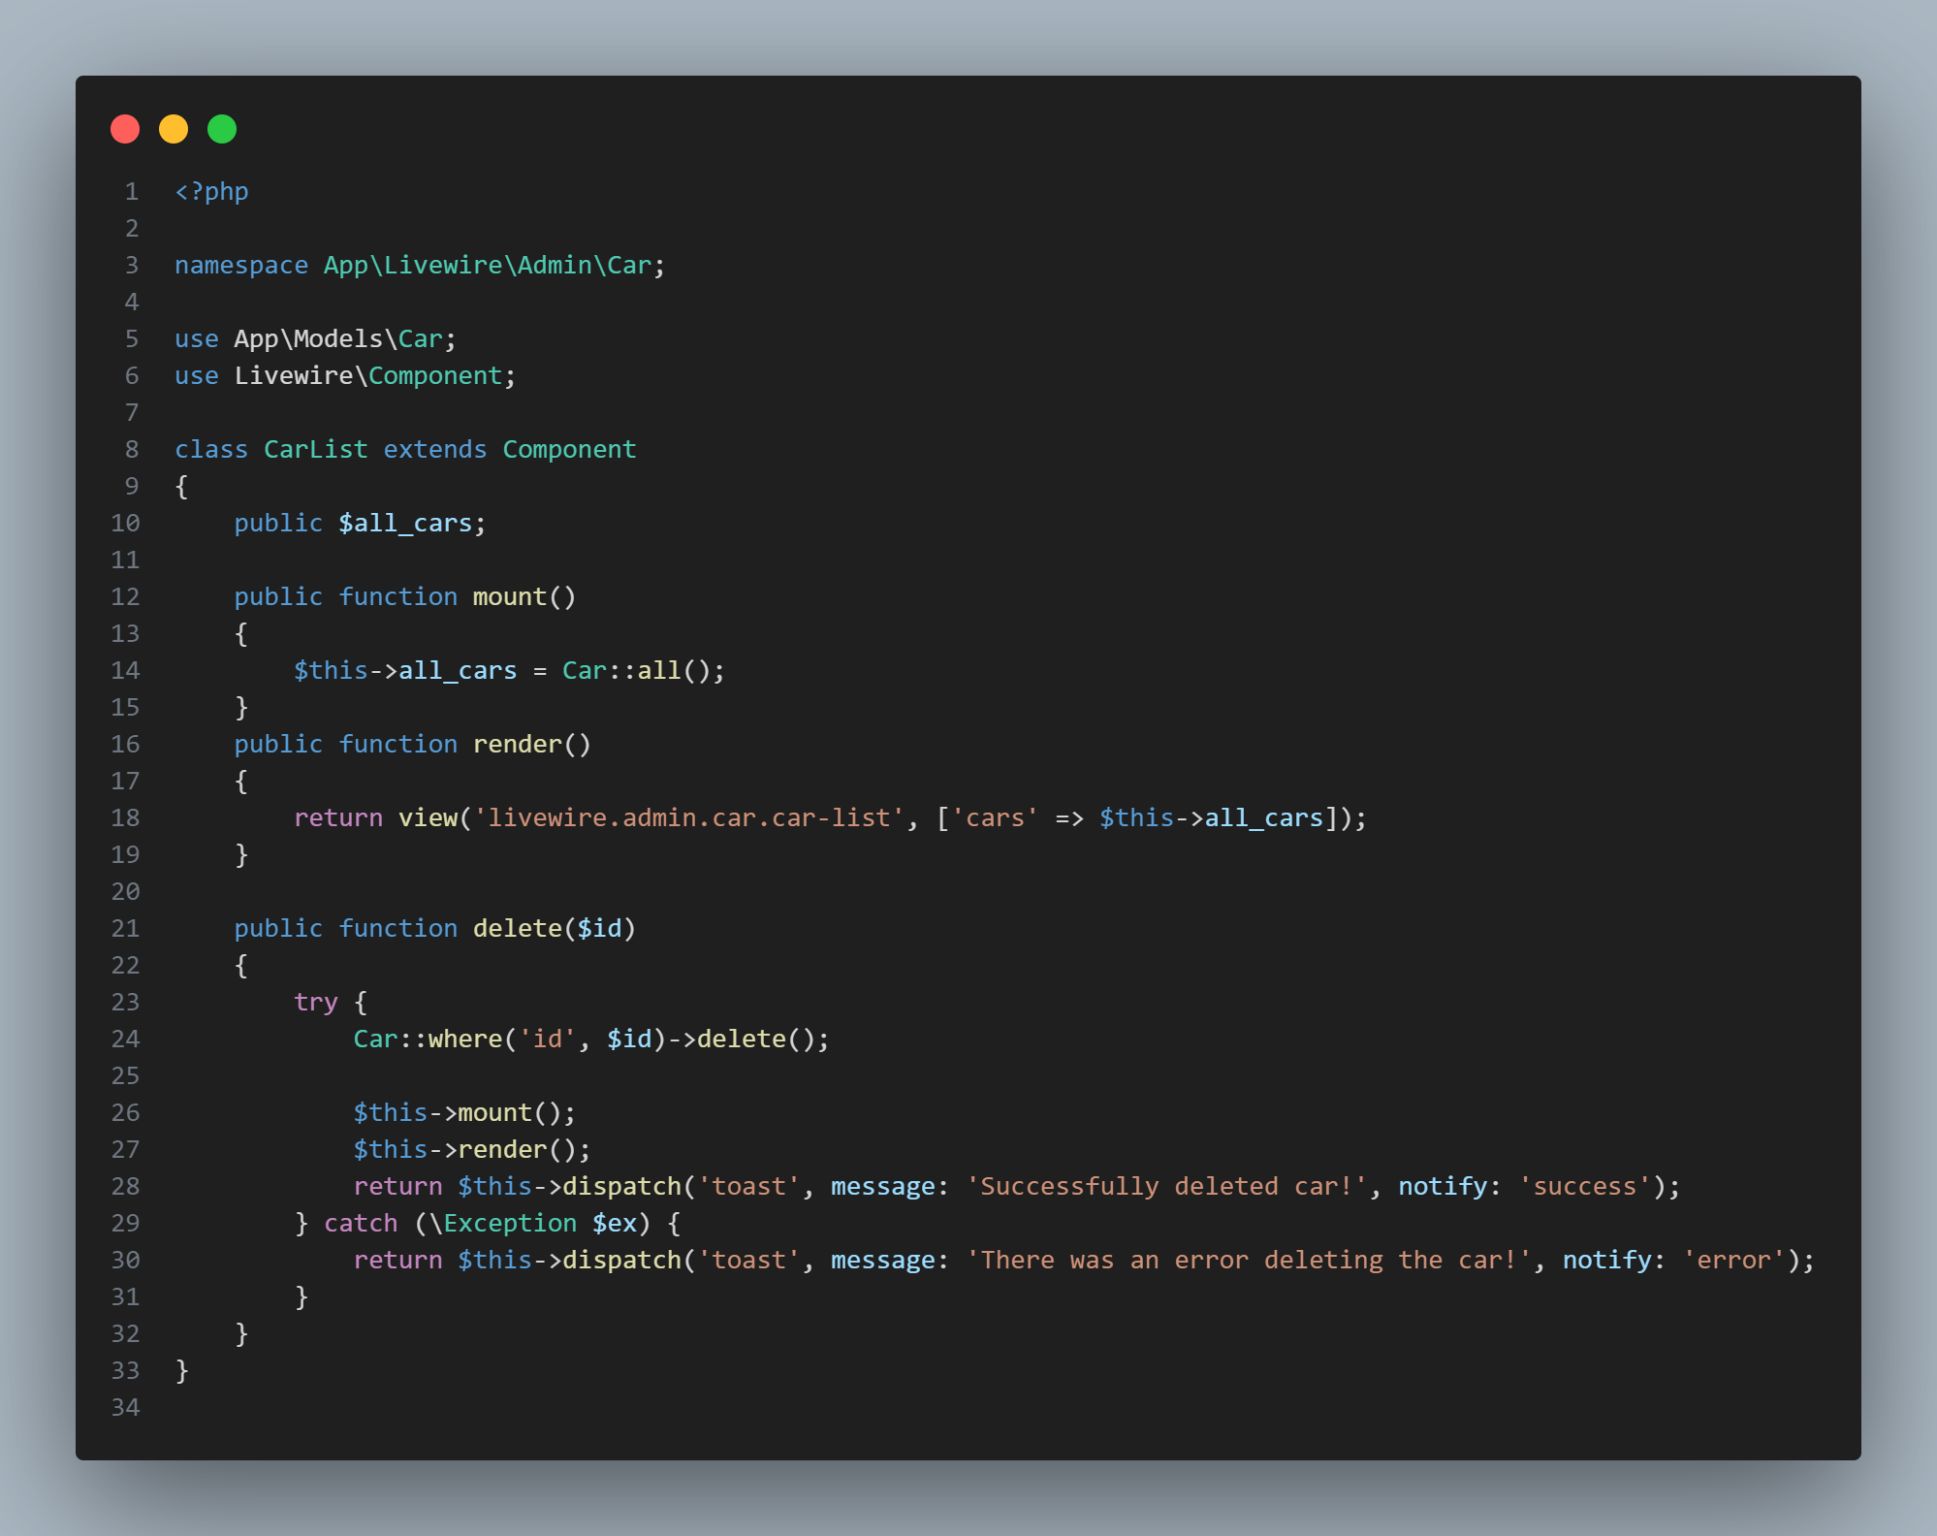 1 <?php
2
3 namespace App\Livewire\Admin\Car;
4
5 use App\Models\Car;
6 use Livewire\Component;
7
8 class CarList extends Component
9 {
10     public $all_cars;
11
12     public function mount()
13     {
14         $this->all_cars = Car::all();
15     }
16     public function render()
17     {
18         return view('livewire.admin.car.car-list', ['cars' => $this->all_cars]);
19     }
20
21     public function delete($id)
22     {
23         try {
24             Car::where('id', $id)->delete();
25
26             $this->mount();
27             $this->render();
28             return $this->dispatch('toast', message: 'Successfully deleted car!', notify: 'success');
29         } catch (\Exception $ex) {
30             return $this->dispatch('toast', message: 'There was an error deleting the car!', notify: 'error');
31         }
32     }
33 }
34